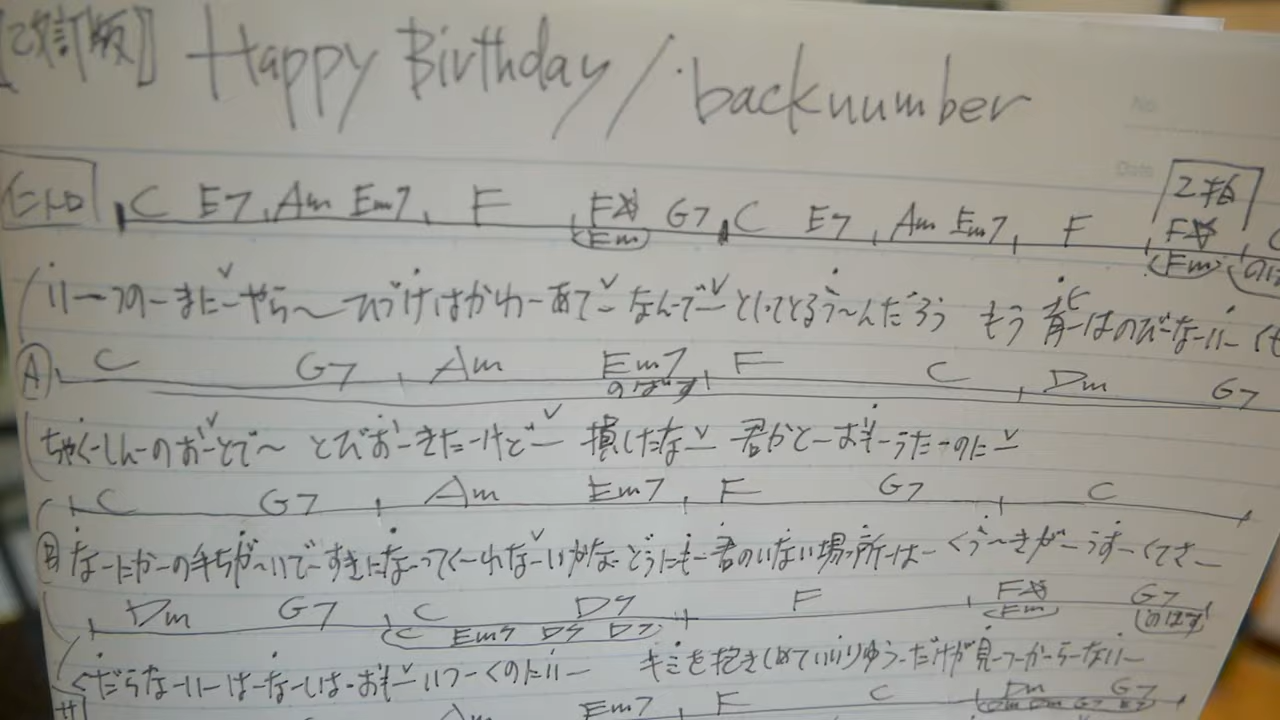 [改訂版] Happy Birthday / backnumber
イントロ C E7 Am Em7 F F G7 C E7 Am Em7 F 2拍 F
(Em) (Em)
いーつのーまにーやら〜 ひづけはかわーあてー なんでーとしてとるう〜んだろう もう背ーはのびーなーいー
せ
A C G7 Am Em7 F C Dm G7
のばす
ちゃくーしんーのおーとで〜 とびおーきたーけどー 損したなー 君かとーおもーうたーのにー
C G7 Am Em7 F G7 C
B なーにかーの手ちが〜いでーすきになーってく〜れな〜いかなー どうにもー君のいない場所ーはー くう〜きがーうすーくてさー
Dm G7 C D7 F F G7
(C Em7 D7 D7) (Em) (のばす)
くだらなーいーはーなーしはーおもーいつーくのにいー キミを抱きしめていいりゆうーだけが見ーつーかーらーないー
サ Am Em7 F C Dm G7